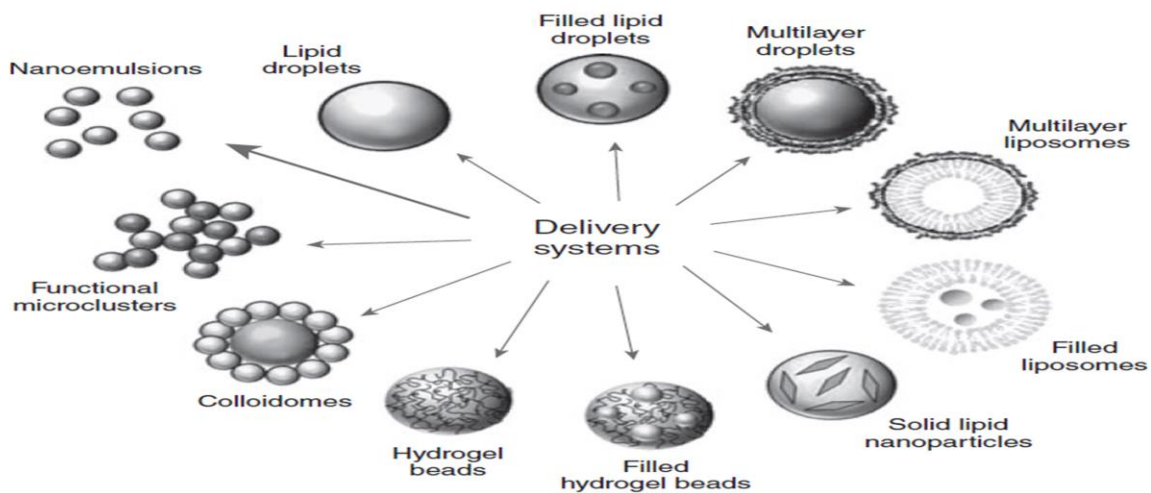 Filled lipid
droplets
Multilayer
droplets
Lipid
droplets
Nanoemulsions
Multilayer
liposomes
Delivery
systems
Functional
microclusters
Filled
liposomes
Colloidomes
Solid lipid
nanoparticles
Hydrogel
beads
Filled
hydrogel beads